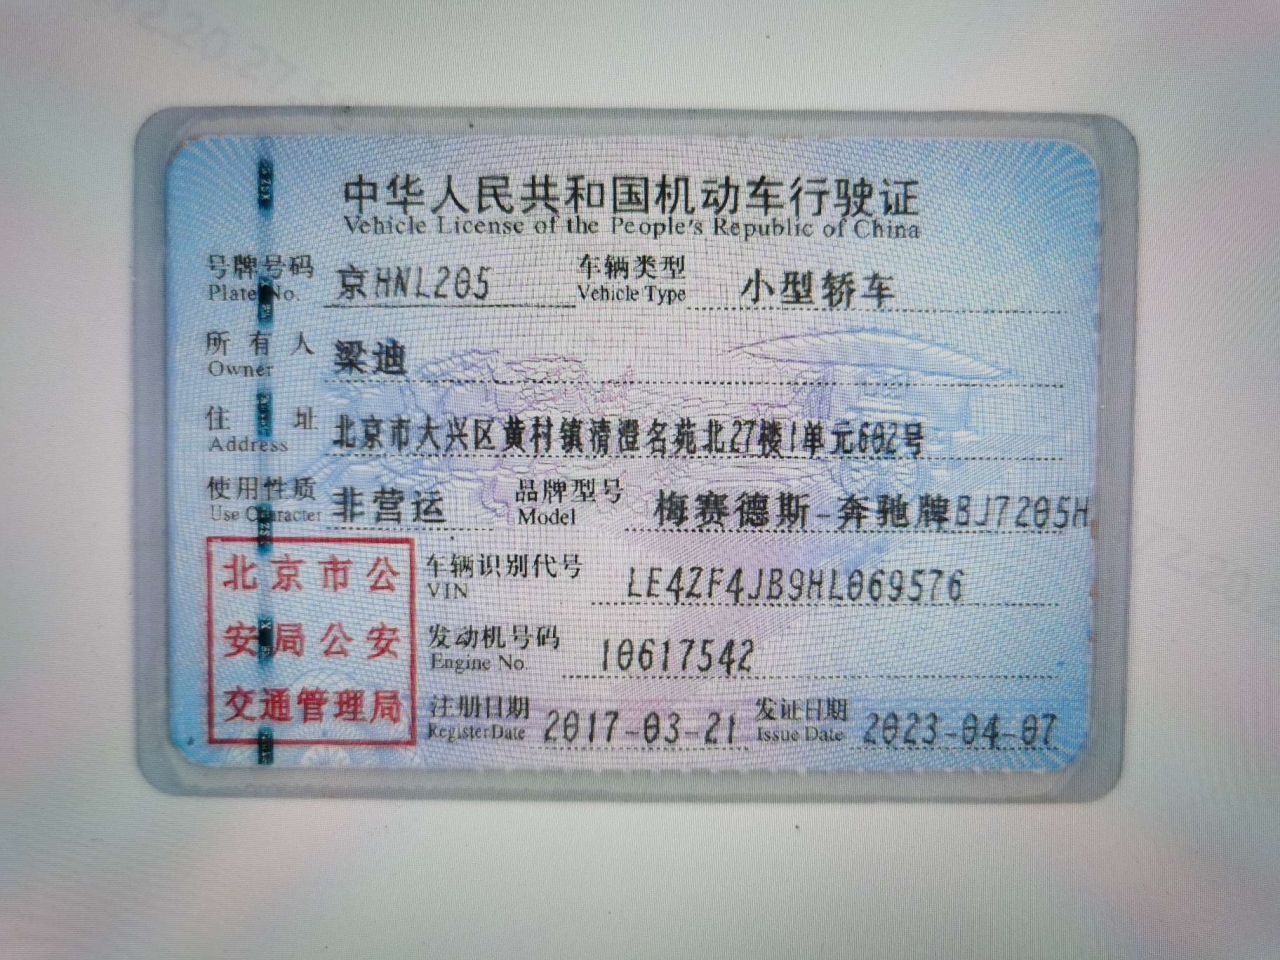 中华人民共和国机动车行驶证
Vehicle License of the People's Republic of China
号牌号码 京HNL205 车辆类型 小型轿车
Plate No. Vehicle Type
所有人 梁迪
Owner
住址 北京市大兴区黄村镇清澄名苑北27楼1单元602号
Address
使用性质 非营运 品牌型号 梅赛德斯-奔驰牌BJ7205H
Use Character Model
北京市公
安局公安
交通管理局
车辆识别代号 LE4ZF4JB9HL069576
VIN
发动机号码 10617542
Engine No.
注册日期 2017-03-21 发证日期 2023-04-07
Register Date Issue Date